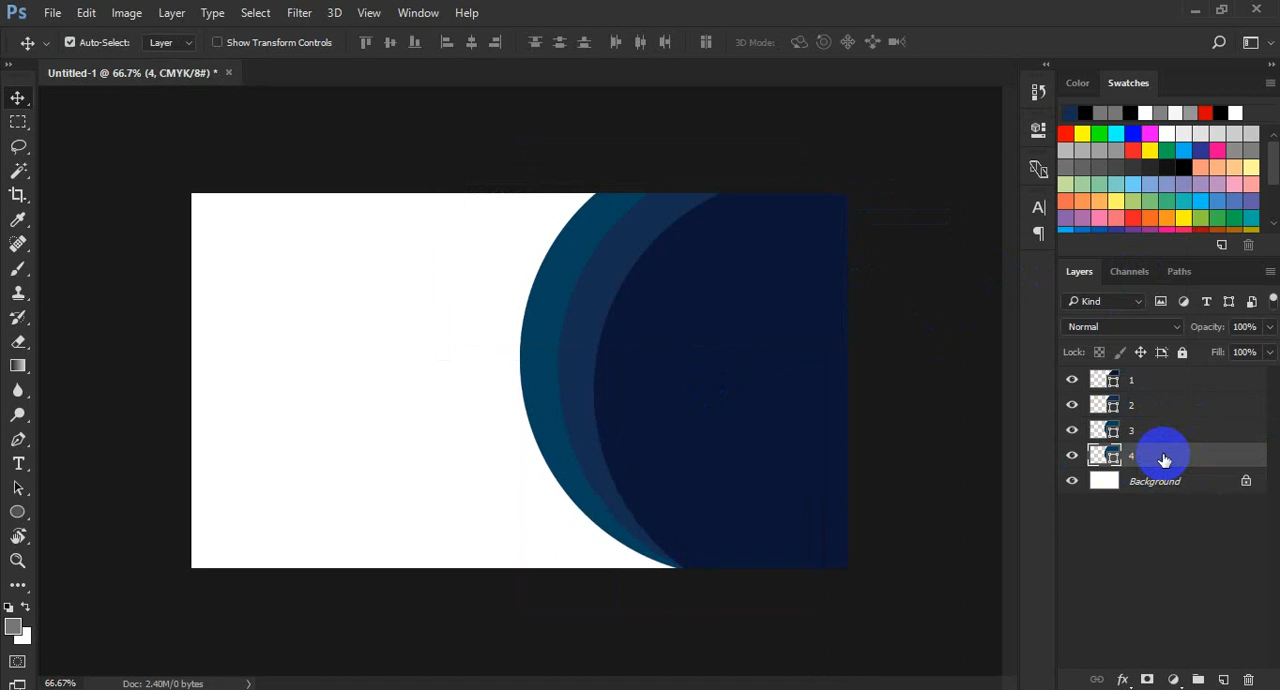 Ps File Edit Image Layer Type Select Filter 3D View Window Help
Auto-Select: Layer Show Transform Controls 3D Mode:
Untitled-1 @ 66.7% (4, CMYK/8#) *
Color Swatches
A
Layers Channels Paths
Kind
Normal Opacity: 100%
Lock: Fill: 100%
1
2
3
4
Background
T
66.67% Doc: 2.40M/0 bytes
fx